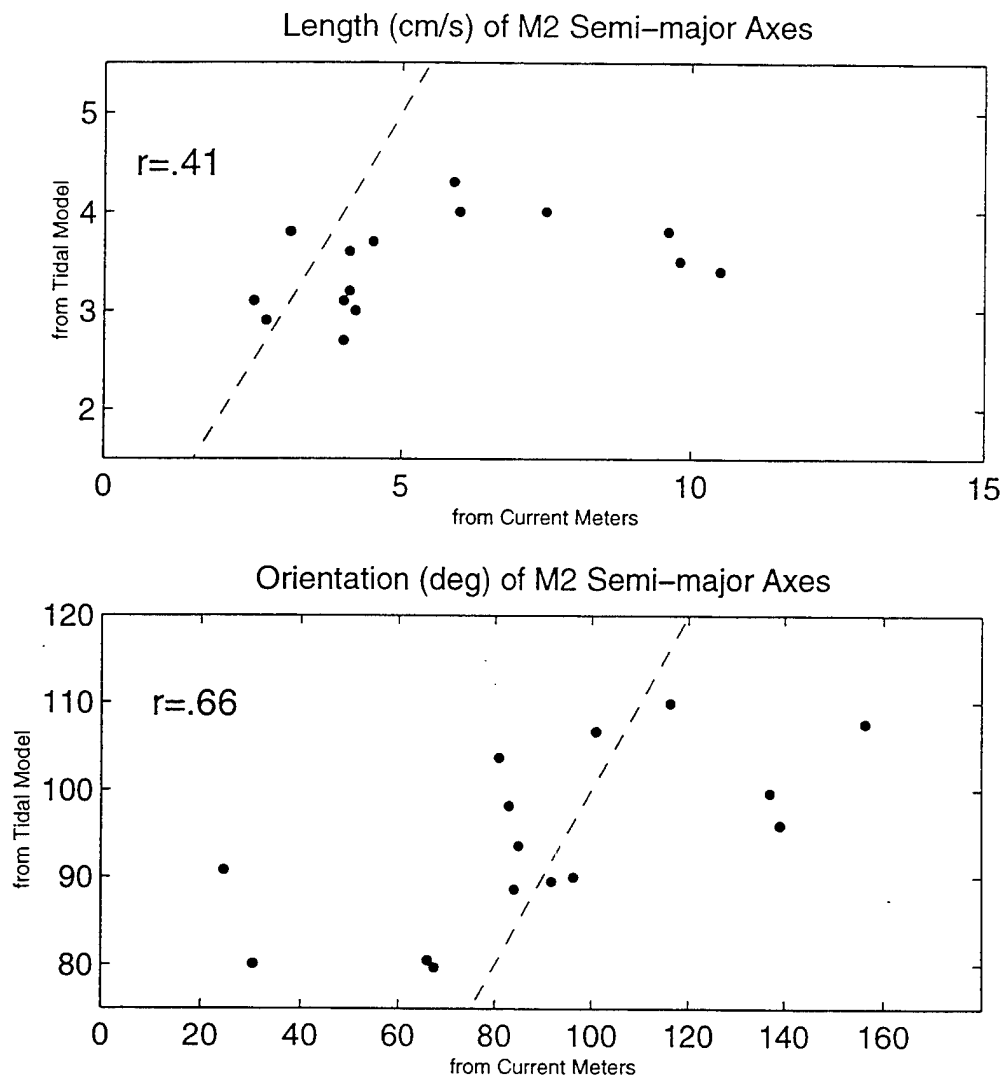 Length (cm/s) of M2 Semi-major Axes
r=.41
from Tidal Model
5
4
3
2
0 5 10 15
from Current Meters
Orientation (deg) of M2 Semi-major Axes
r=.66
from Tidal Model
120
110
100
90
80
0 20 40 60 80 100 120 140 160
from Current Meters